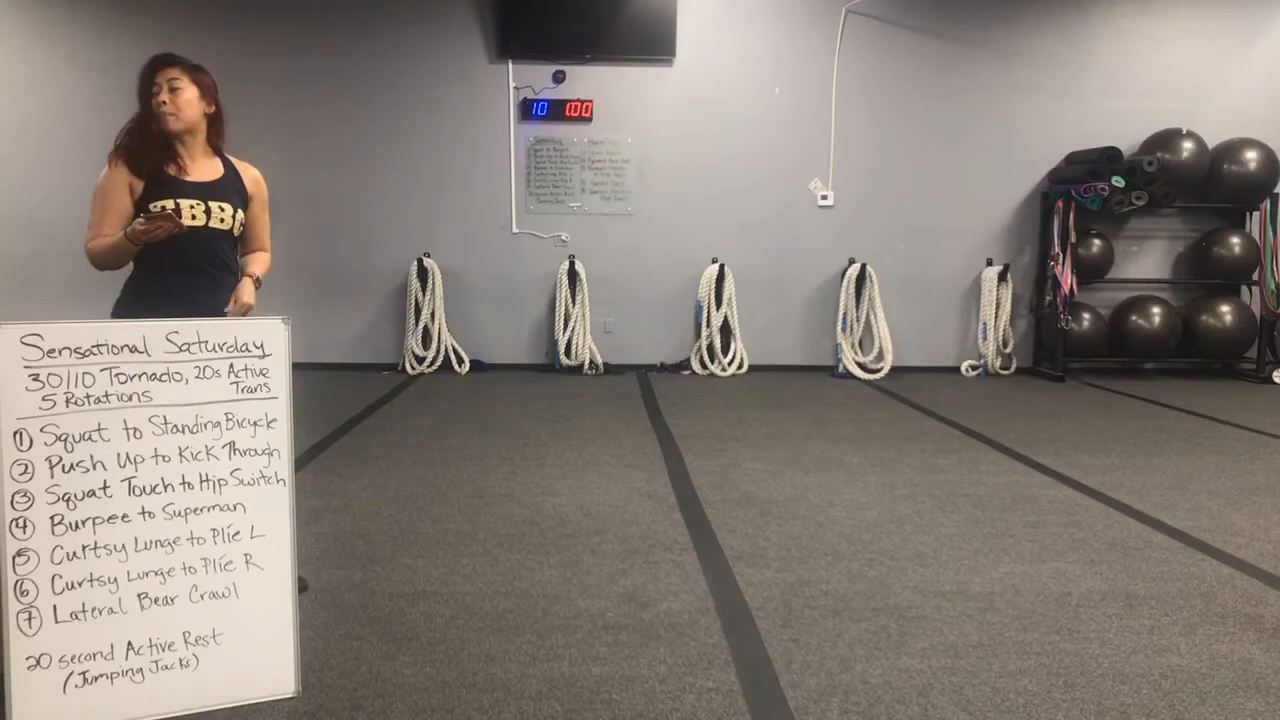 TBBC
10 1:00
Sensational Saturday
30/10 Tornado, 20s Active
5 Rotations Trans
① Squat to Standing Bicycle
② Push Up to Kick Through
③ Squat Touch to Hip Switch
④ Burpee to Superman
⑤ Curtsy Lunge to Plíe L
⑥ Curtsy Lunge to Plíe R
⑦ Lateral Bear Crawl
20 second Active Rest
(Jumping Jacks)